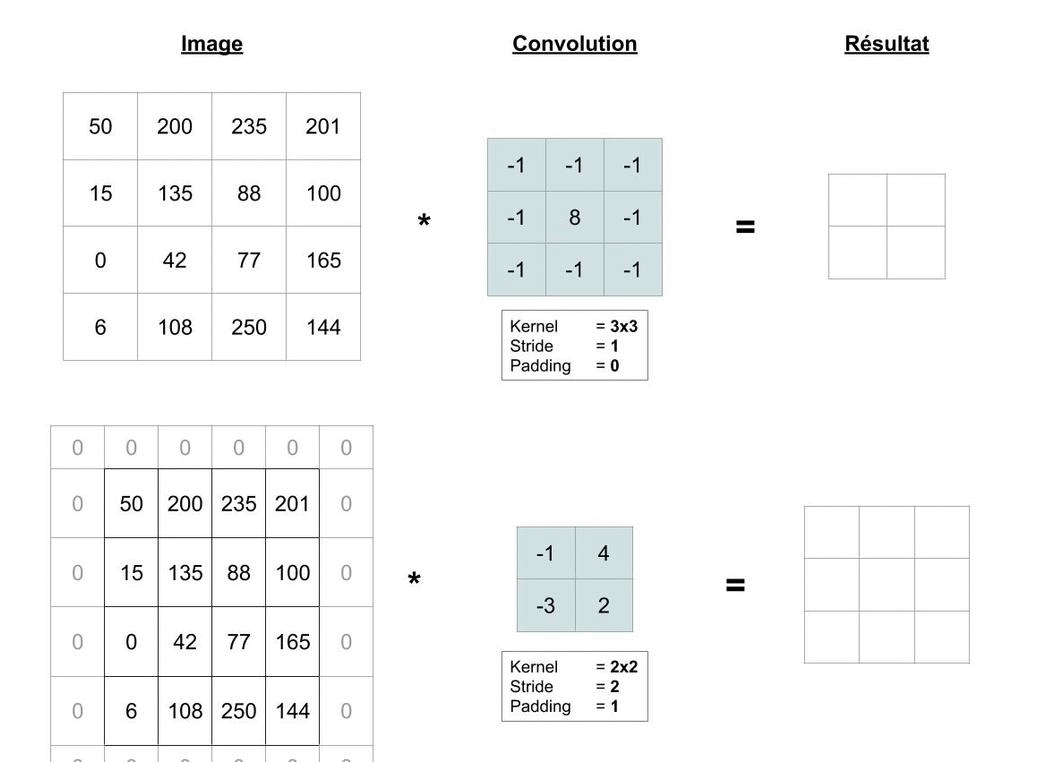 Image Convolution Résultat
50 200 235 201
15 135 88 100
0 42 77 165
6 108 250 144
*
-1 -1 -1
-1 8 -1
-1 -1 -1
=
Kernel = 3x3
Stride = 1
Padding = 0
0 0 0 0 0 0
0 50 200 235 201 0
0 15 135 88 100 0
0 0 42 77 165 0
0 6 108 250 144 0
*
-1 4
-3 2
=
Kernel = 2x2
Stride = 2
Padding = 1